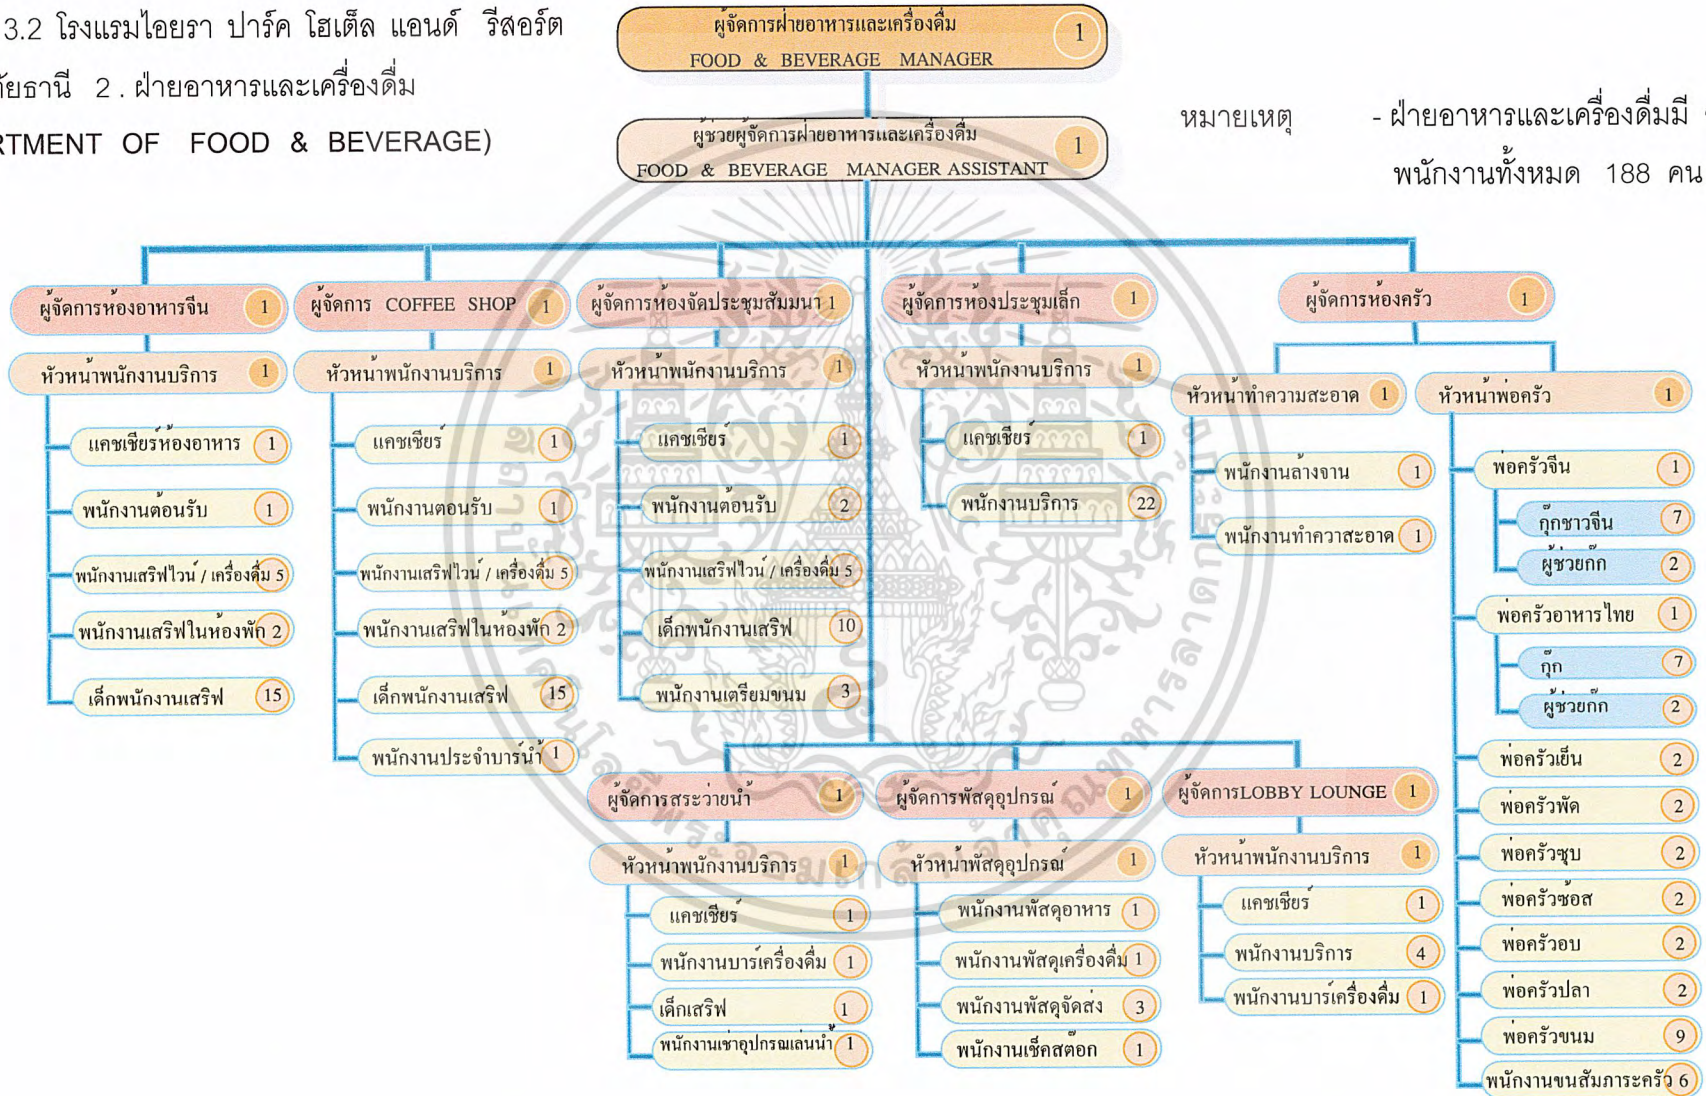 3.2 โรงแรมไอยรา ปาร์ค โฮเต็ล แอนด์ รีสอร์ต
ัยธานี 2 . ฝ่ายอาหารและเครื่องดื่ม
RTMENT OF FOOD & BEVERAGE)
ผู้จัดการฝ่ายอาหารและเครื่องดื่ม 1
FOOD & BEVERAGE MANAGER
ผู้ช่วยผู้จัดการฝ่ายอาหารและเครื่องดื่ม 1
FOOD & BEVERAGE MANAGER ASSISTANT
หมายเหตุ - ฝ่ายอาหารและเครื่องดื่มมี
พนักงานทั้งหมด 188 คน
ผู้จัดการห้องอาหารจีน 1
หัวหน้าพนักงานบริการ 1
แคชเชียร์ห้องอาหาร 1
พนักงานต้อนรับ 1
พนักงานเสริฟไวน์ / เครื่องดื่ม 5
พนักงานเสริฟในห้องพัก 2
เด็กพนักงานเสริฟ 15
ผู้จัดการ COFFEE SHOP 1
หัวหน้าพนักงานบริการ 1
แคชเชียร์ 1
พนักงานตอนรับ 1
พนักงานเสริฟไวน์ / เครื่องดื่ม 5
พนักงานเสริฟในห้องพัก 2
เด็กพนักงานเสริฟ 15
พนักงานประจำบาร์น้ำ 1
ผู้จัดการห้องจัดประชุมสัมมนา 1
หัวหน้าพนักงานบริการ 1
แคชเชียร์ 1
พนักงานต้อนรับ 2
พนักงานเสริฟไวน์ / เครื่องดื่ม 5
เด็กพนักงานเสริฟ 10
พนักงานเตรียมขนม 3
ผู้จัดการห้องประชุมเล็ก 1
หัวหน้าพนักงานบริการ 1
แคชเชียร์ 1
พนักงานบริการ 22
ผู้จัดการห้องครัว 1
หัวหน้าทำความสะอาด 1
พนักงานล้างจาน 1
พนักงานทำควาสะอาด 1
หัวหน้าพ่อครัว 1
พ่อครัวจีน 1
กุ๊กชาวจีน 7
ผู้ช่วยกุ๊ก 2
พ่อครัวอาหารไทย 1
กุ๊ก 7
ผู้ช่วยกุ๊ก 2
พ่อครัวเย็น 2
พ่อครัวผัด 2
พ่อครัวซุบ 2
พ่อครัวซ้อส 2
พ่อครัวอบ 2
พ่อครัวปลา 2
พ่อครัวขนม 9
พนักงานขนสัมภาระครัว 6
ผู้จัดการสระว่ายน้ำ 1
หัวหน้าพนักงานบริการ 1
แคชเชียร์ 1
พนักงานบาร์เครื่องดื่ม 1
เด็กเสริฟ 1
พนักงานเช่าอุปกรณ์เล่นน้ำ 1
ผู้จัดการพัสดุอุปกรณ์ 1
หัวหน้าพัสดุอุปกรณ์ 1
พนักงานพัสดุอาหาร 1
พนักงานพัสดุเครื่องดื่ม 1
พนักงานพัสดุจัดส่ง 3
พนักงานเช็คสต๊อก 1
ผู้จัดการLOBBY LOUNGE 1
หัวหน้าพนักงานบริการ 1
แคชเชียร์ 1
พนักงานบริการ 4
พนักงานบาร์เครื่องดื่ม 1
สถาบันเทคโนโลยีพระจอมเกล้าเจ้าคุณทหารลาดกระบัง